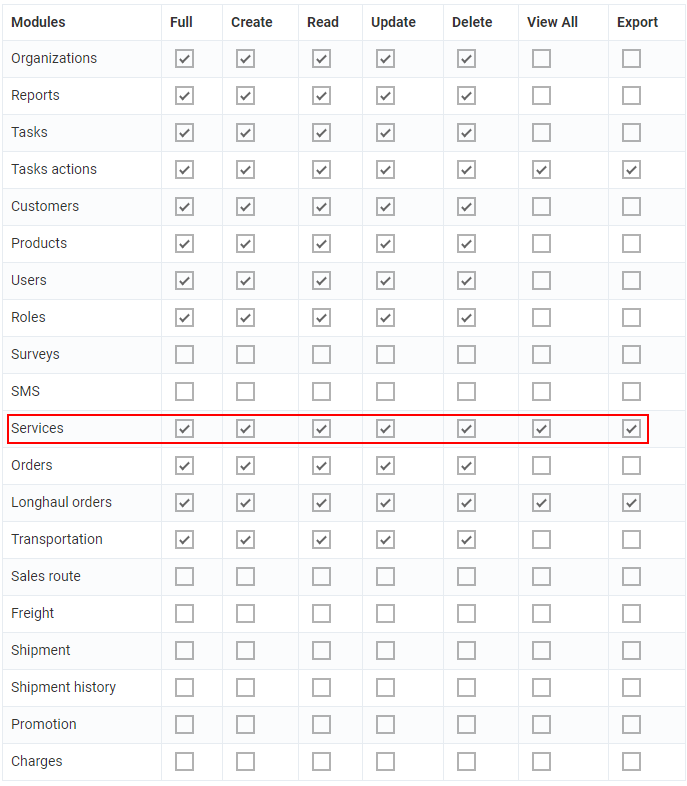 Modules Full Create Read Update Delete View All Export
Organizations
Reports
Tasks
Tasks actions
Customers
Products
Users
Roles
Surveys
SMS
Services
Orders
Longhaul orders
Transportation
Sales route
Freight
Shipment
Shipment history
Promotion
Charges